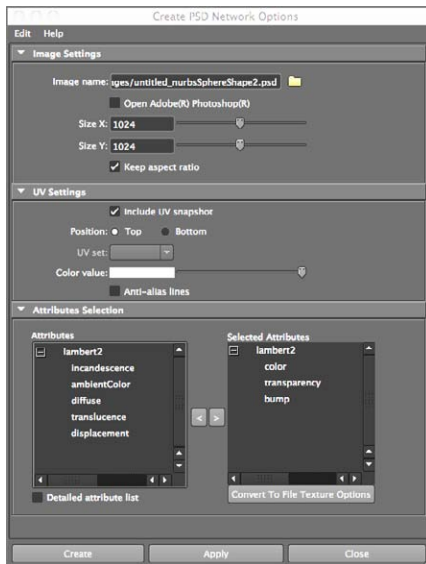 Create PSD Network Options
Edit Help
Image Settings
Image name: ıges/untitled_nurbsSphereShape2.psd
Open Adobe(R) Photoshop(R)
Size X: 1024
Size Y: 1024
Keep aspect ratio
UV Settings
Include UV snapshot
Position: Top Bottom
UV set:
Color value:
Anti-alias lines
Attributes Selection
Attributes
lambert2
incandescence
ambientColor
diffuse
translucence
displacement
Detailed attribute list
< >
Selected Attributes
lambert2
color
transparency
bump
Convert To File Texture Options
Create Apply Close